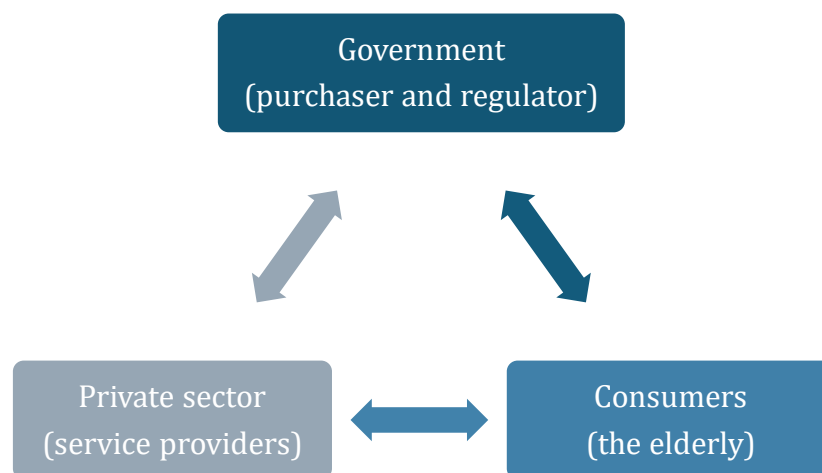 Government
(purchaser and regulator)
Private sector
(service providers)
Consumers
(the elderly)